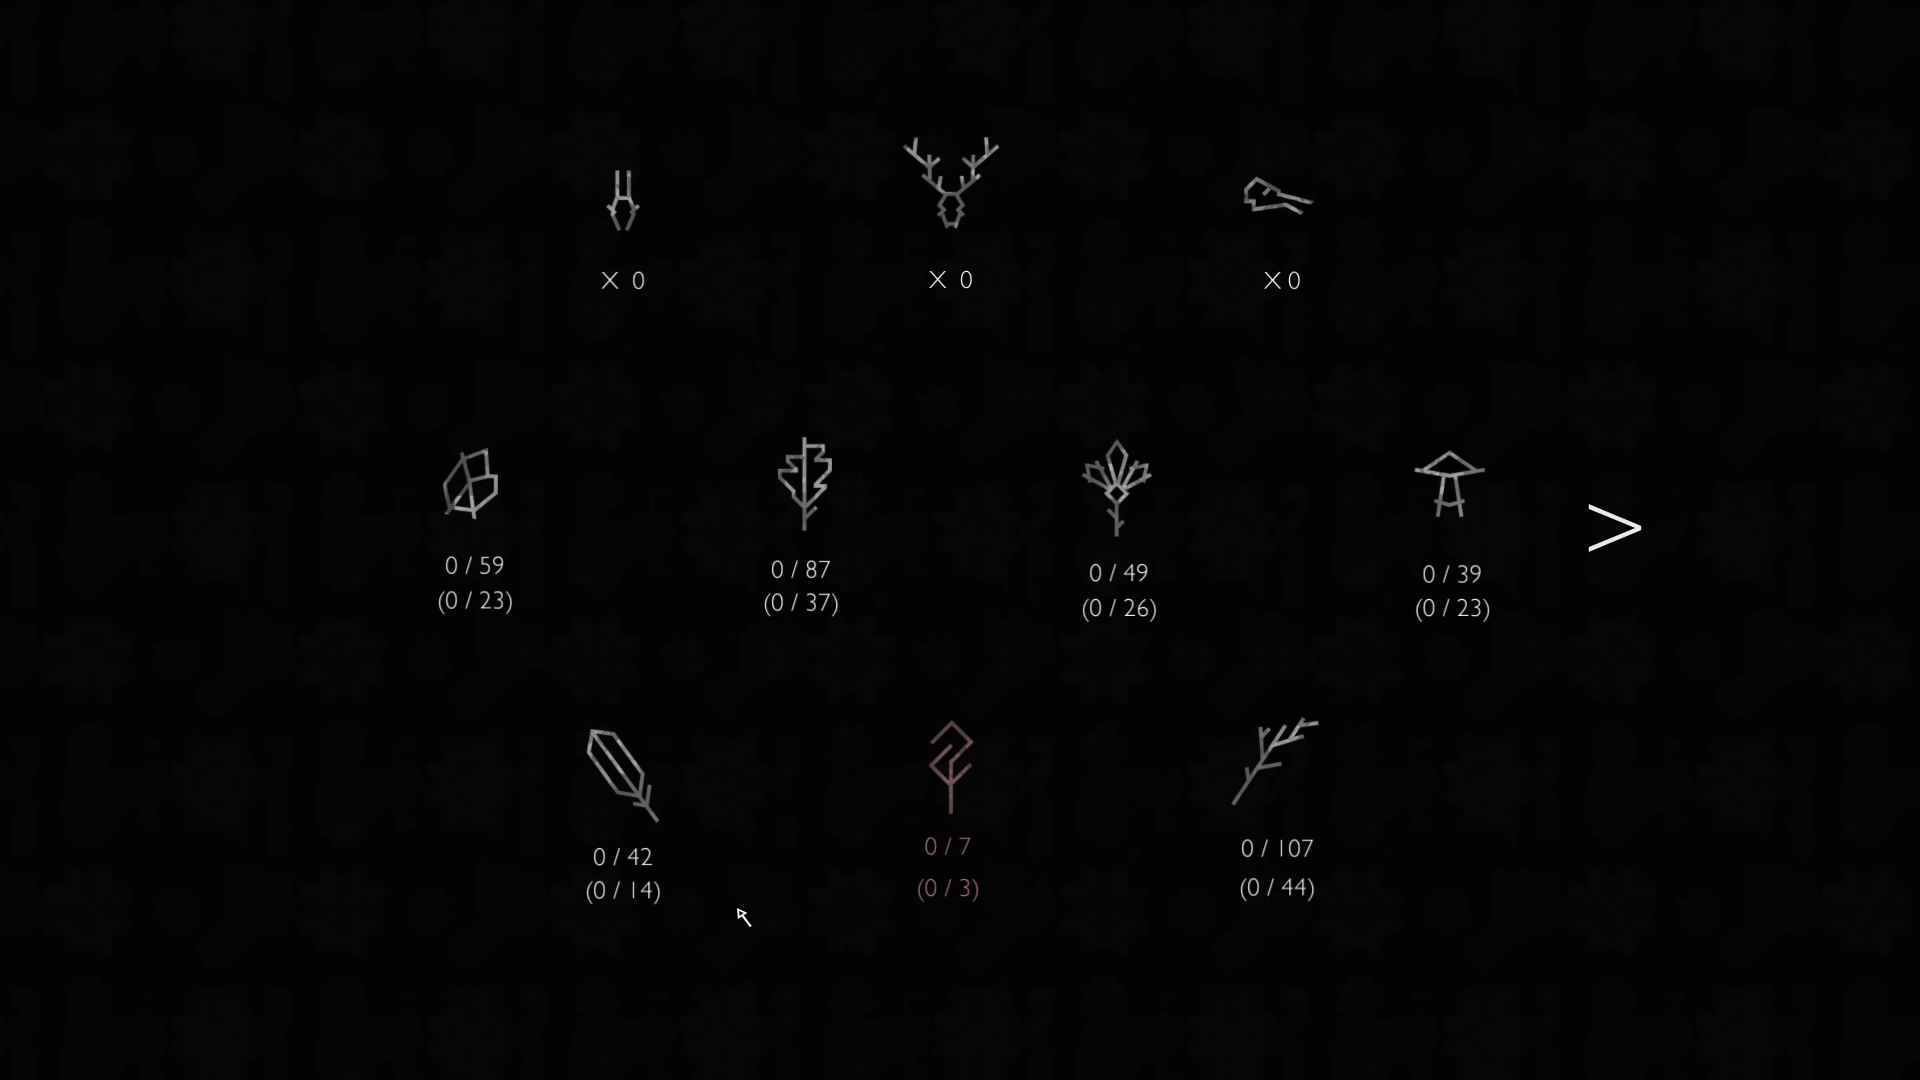 X 0
X 0
X 0
0 / 59
(0 / 23)
0 / 87
(0 / 37)
0 / 49
(0 / 26)
0 / 39
(0 / 23)
>
0 / 42
(0 / 14)
0 / 7
(0 / 3)
0 / 107
(0 / 44)